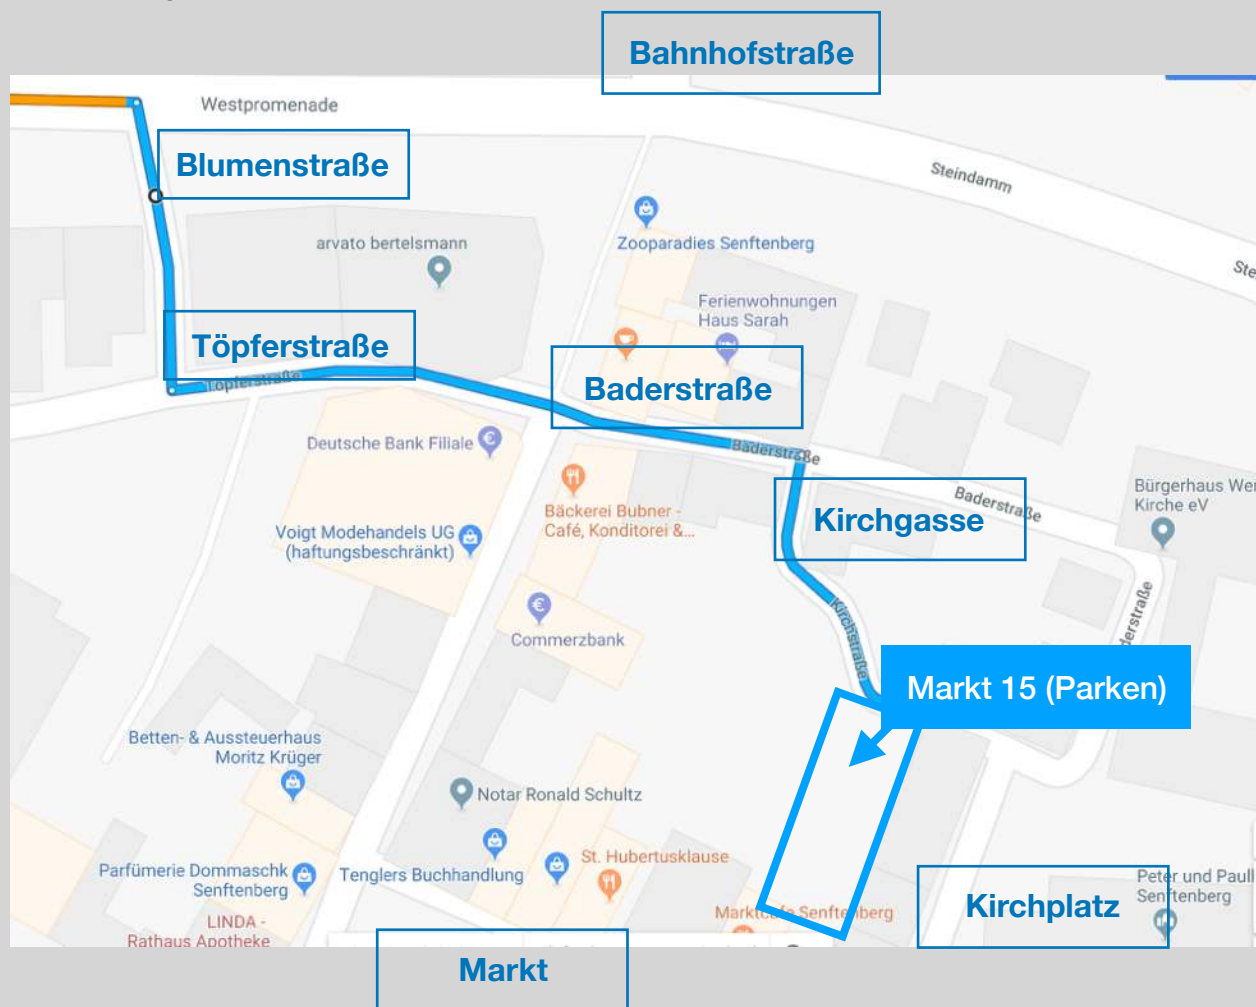 Bahnhofstraße
Westpromenade
Blumenstraße
Steindamm
Zooparadies Senftenberg
arvato bertelsmann
Ste
Ferienwohnungen
Haus Sarah
Töpferstraße
Töpferstraße
Baderstraße
Deutsche Bank Filiale
Baderstraße
Bürgerhaus Wen
Kirche eV
Baderstraße
Bäckerei Bubner -
Café, Konditorei &...
Kirchgasse
Voigt Modehandels UG
(haftungsbeschränkt)
Kirchstraße
derstraße
Commerzbank
Markt 15 (Parken)
Betten- & Aussteuerhaus
Moritz Krüger
Notar Ronald Schultz
St. Hubertusklause
Parfümerie Dommaschk
Senftenberg
Tenglers Buchhandlung
Peter und Paul
Senftenberg
Kirchplatz
Marktcafe Senftenberg
LINDA -
Rathaus Apotheke
Markt